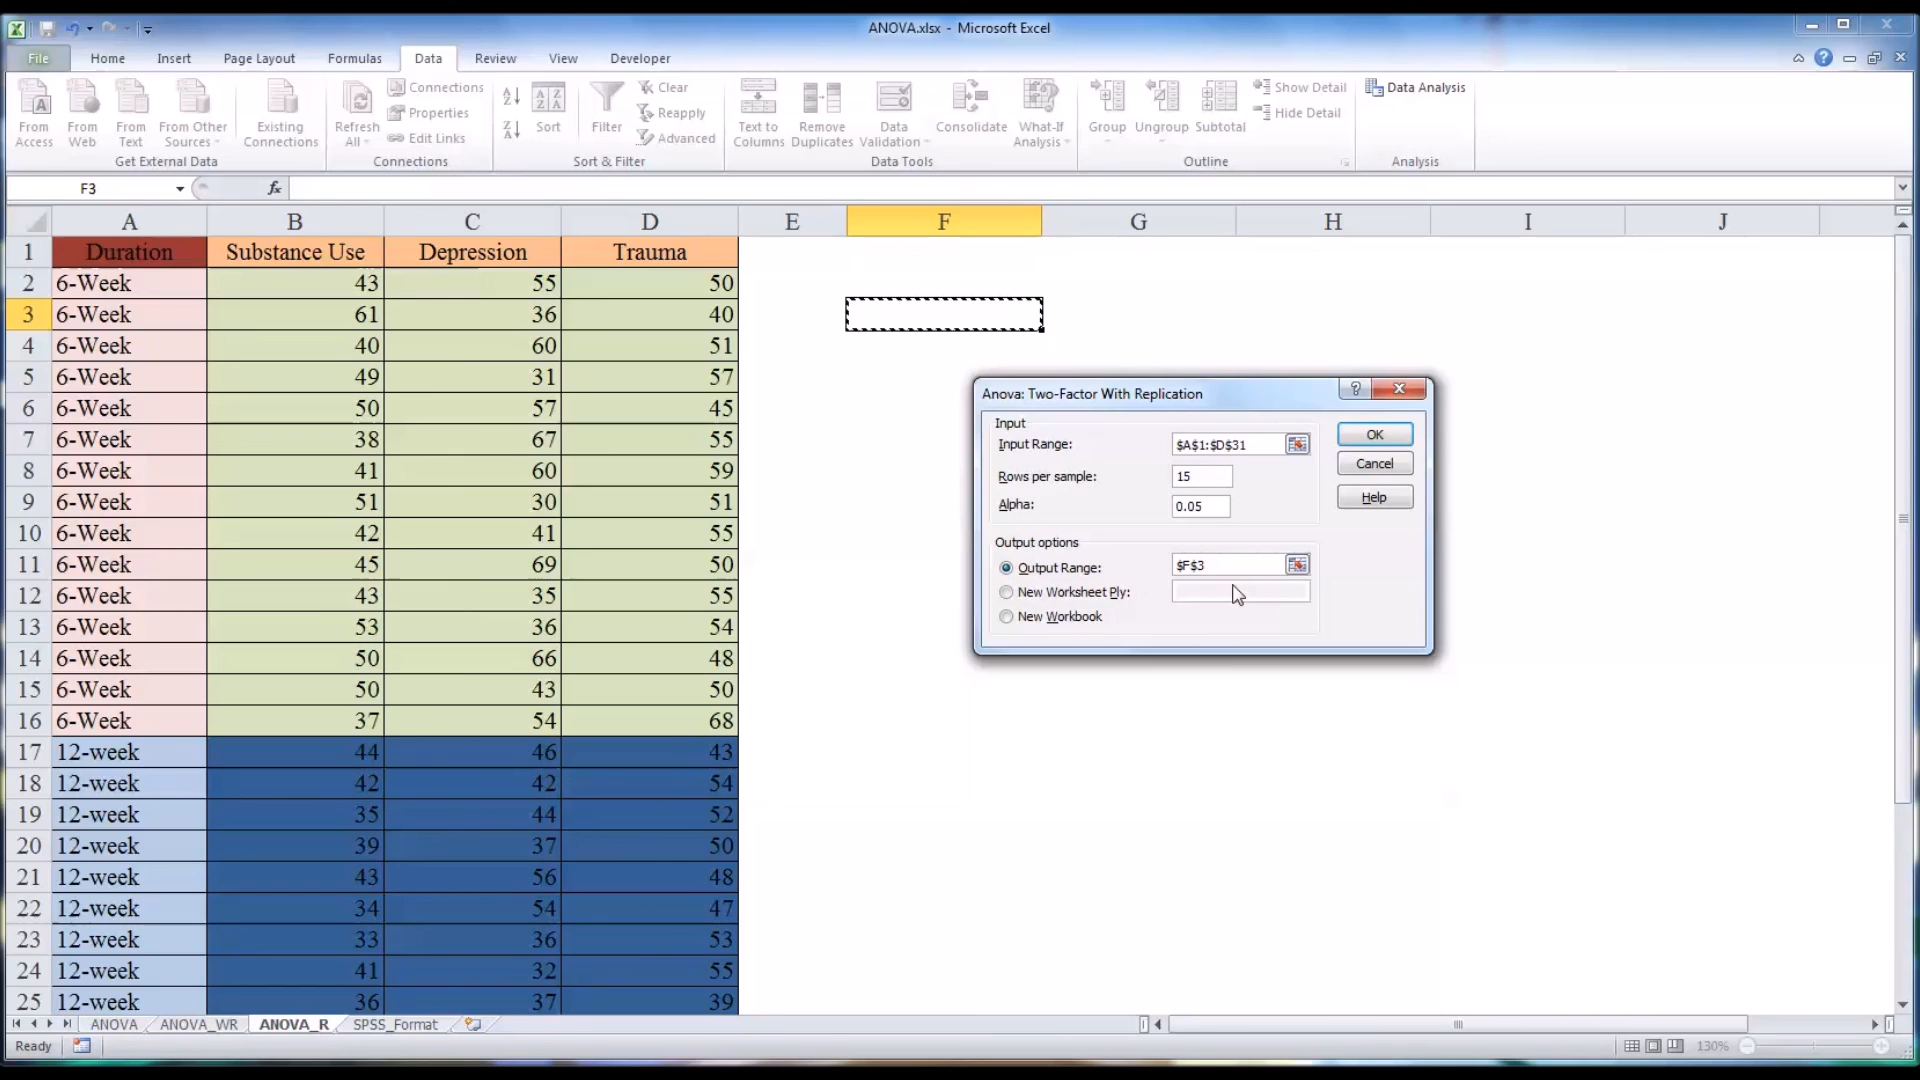 ANOVA.xlsx - Microsoft Excel
File Home Insert Page Layout Formulas Data Review View Developer
From Access From Web From Text From Other Sources Existing Connections
Get External Data
Refresh All Connections Properties Edit Links
Connections
Sort Filter Clear Reapply Advanced
Sort & Filter
Text to Columns Remove Duplicates Data Validation Consolidate What-If Analysis
Data Tools
Group Ungroup Subtotal Show Detail Hide Detail
Outline
Data Analysis
Analysis
F3 fx
A B C D E F G H I J
1 Duration Substance Use Depression Trauma
2 6-Week 43 55 50
3 6-Week 61 36 40
4 6-Week 40 60 51
5 6-Week 49 31 57
6 6-Week 50 57 45
7 6-Week 38 67 55
8 6-Week 41 60 59
9 6-Week 51 30 51
10 6-Week 42 41 55
11 6-Week 45 69 50
12 6-Week 43 35 55
13 6-Week 53 36 54
14 6-Week 50 66 48
15 6-Week 50 43 50
16 6-Week 37 54 68
17 12-week 44 46 43
18 12-week 42 42 54
19 12-week 35 44 52
20 12-week 39 37 50
21 12-week 43 56 48
22 12-week 34 54 47
23 12-week 33 36 53
24 12-week 41 32 55
25 12-week 36 37 39
Anova: Two-Factor With Replication
Input
Input Range: $A$1:$D$31
Rows per sample: 15
Alpha: 0.05
OK
Cancel
Help
Output options
Output Range: $F$3
New Worksheet Ply:
New Workbook
ANOVA ANOVA_WR ANOVA_R SPSS_Format
Ready 130%